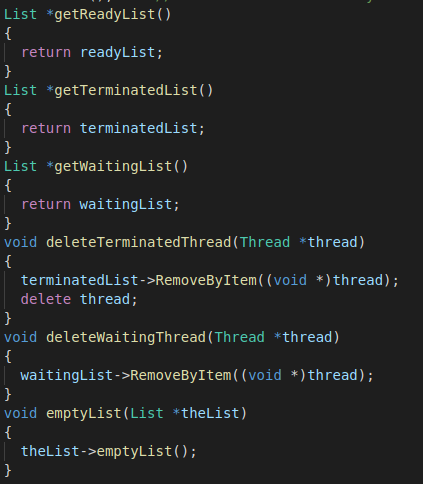 List *getReadyList()
{
  return readyList;
}
List *getTerminatedList()
{
  return terminatedList;
}
List *getWaitingList()
{
  return waitingList;
}
void deleteTerminatedThread(Thread *thread)
{
  terminatedList->RemoveByItem((void *)thread);
  delete thread;
}
void deleteWaitingThread(Thread *thread)
{
  waitingList->RemoveByItem((void *)thread);
}
void emptyList(List *theList)
{
  theList->emptyList();
}